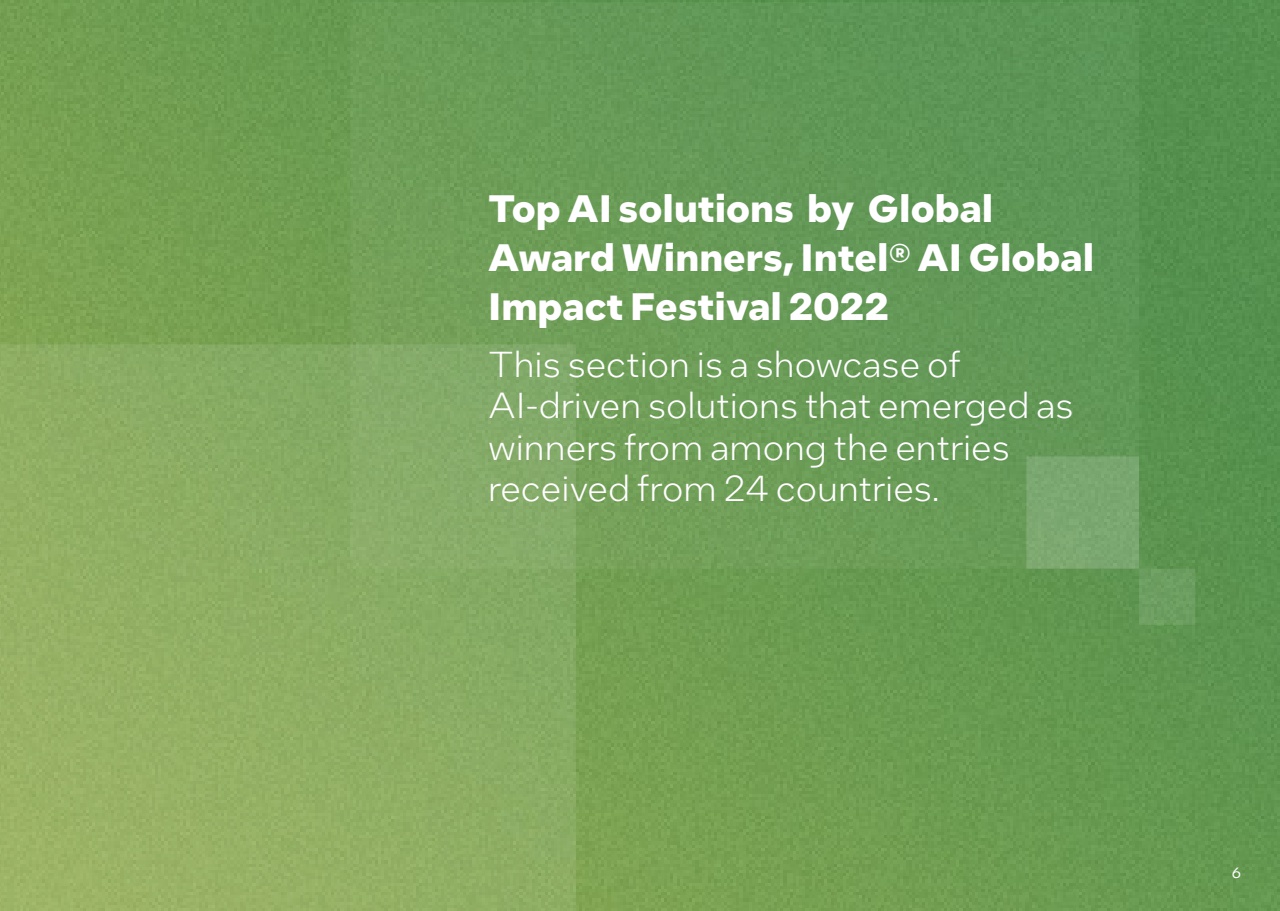 Top AI solutions by Global
Award Winners, Intel® AI Global
Impact Festival 2022
This section is a showcase of
AI-driven solutions that emerged as
winners from among the entries
received from 24 countries.
6